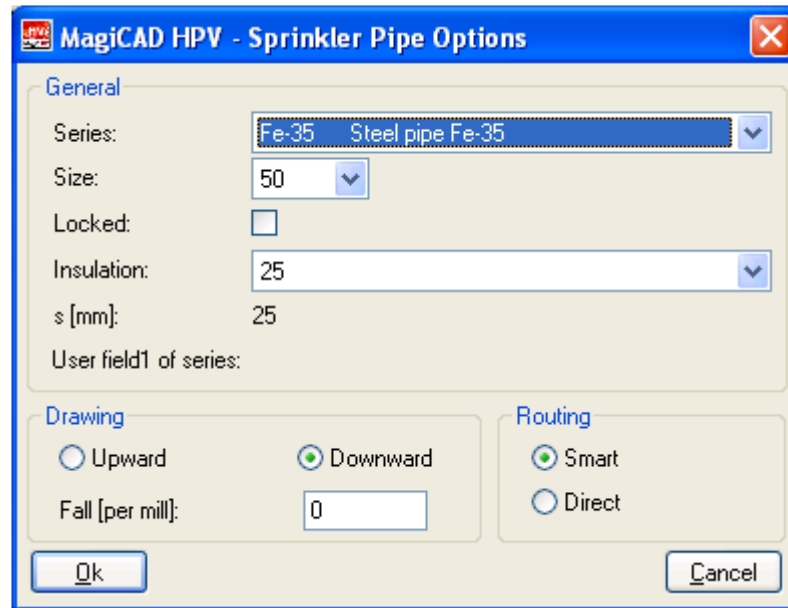 MagiCAD HPV - Sprinkler Pipe Options
General
Series: Fe-35 Steel pipe Fe-35
Size: 50
Locked:
Insulation: 25
s [mm]: 25
User field1 of series:
Drawing Routing
Upward Downward Smart
Fall [per mill]: 0 Direct
Ok Cancel